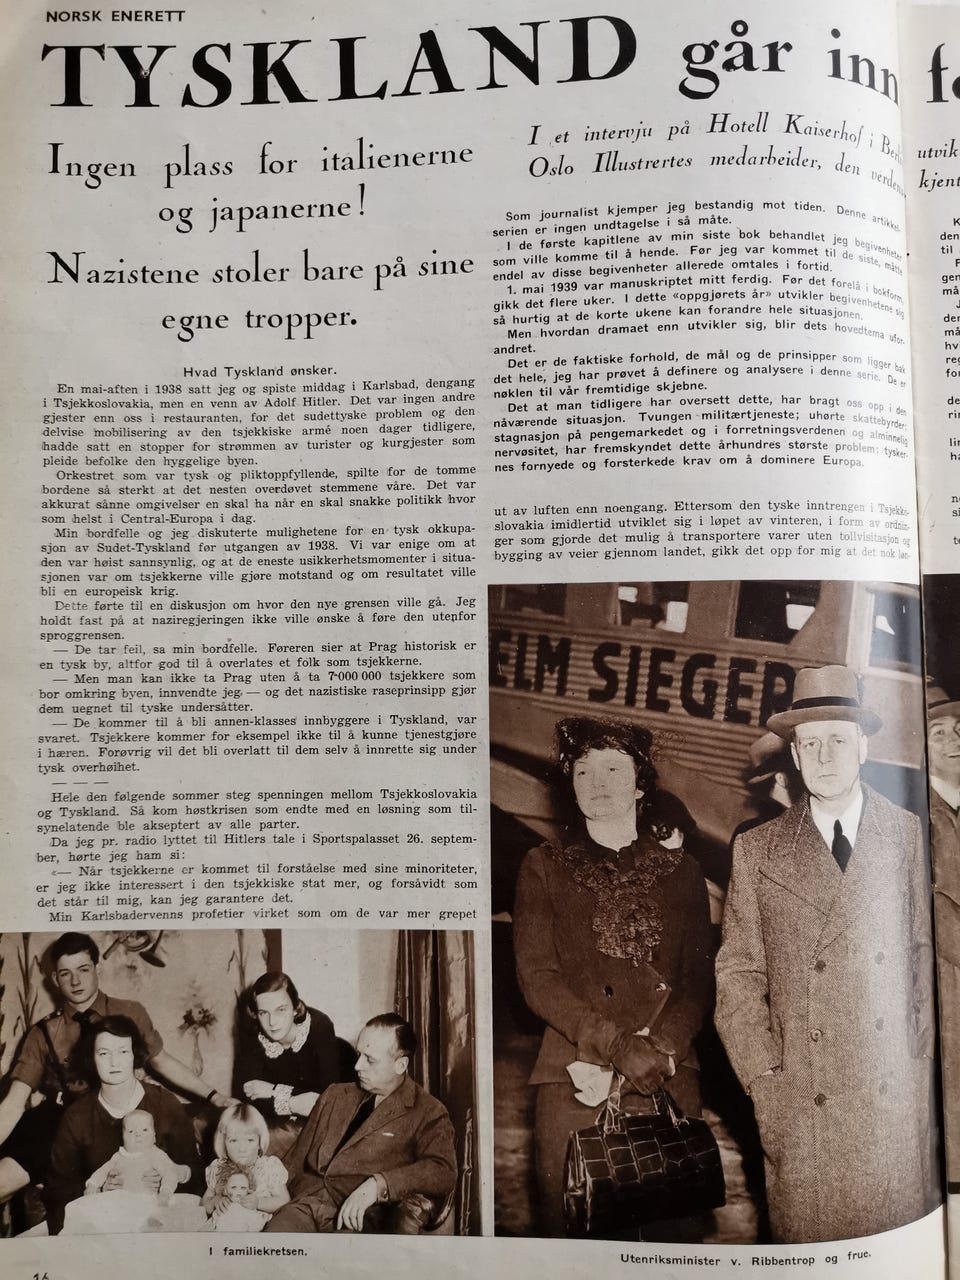 NORSK ENERETT
TYSKLAND går inn
Ingen plass for italienerne
og japanerne!
Nazistene stoler bare på sine
egne tropper.
Hvad Tyskland ønsker.
En mai-aften i 1938 satt jeg og spiste middag i Karlsbad, dengang
i Tsjekkoslovakia, men en venn av Adolf Hitler. Det var ingen andre
gjester enn oss i restauranten, for det sudettyske problem og den
delvise mobilisering av den tsjekkiske armé noen dager tidligere,
hadde satt en stopper for strømmen av turister og kurgjester som
pleide befolke den hyggelige byen.
Orkestret som var tysk og pliktoppfyllende, spilte for de tomme
bordene så sterkt at det nesten overdøvet stemmene våre. Det var
akkurat sånne omgivelser en skal ha når en skal snakke politikk hvor
som helst i Central-Europa i dag.
Min bordfelle og jeg diskuterte mulighetene for en tysk okkupa-
sjon av Sudet-Tyskland før utgangen av 1938. Vi var enige om at
den var høist sannsynlig, og at de eneste usikkerhetsmomenter i situa-
sjonen var om tsjekkerne ville gjøre motstand og om resultatet ville
bli en europeisk krig.
Dette førte til en diskusjon om hvor den nye grensen ville gå. Jeg
holdt fast på at naziregjeringen ikke ville ønske å føre den utenfor
sproggrensen.
— De tar feil, sa min bordfelle. Føreren sier at Prag historisk er
en tysk by, altfor god til å overlates et folk som tsjekkerne.
— Men man kan ikke ta Prag uten å ta 7 000 000 tsjekkere som
bor omkring byen, innvendte jeg, — og det nazistiske raseprinsipp gjør
dem uegnet til tyske undersåtter.
— De kommer til å bli annen-klasses innbyggere i Tyskland, var
svaret. Tsjekkere kommer for eksempel ikke til å kunne tjenestgjøre
i hæren. Forøvrig vil det bli overlatt til dem selv å innrette sig under
tysk overhøihet.
— — —
Hele den følgende sommer steg spenningen mellom Tsjekkoslovakia
og Tyskland. Så kom høstkrisen som endte med en løsning som til-
synelatende ble akseptert av alle parter.
Da jeg pr. radio lyttet til Hitlers tale i Sportspalasset 26. septem-
ber, hørte jeg ham si:
«— Når tsjekkerne er kommet til forståelse med sine minoriteter,
er jeg ikke interessert i den tsjekkiske stat mer, og forsåvidt som
det står til mig, kan jeg garantere det.
Min Karlsbadervenns profetier virket som om de var mer grepet
I et intervju på Hotell Kaiserhof i
Oslo Illustrertes medarbeider, den
Som journalist kjemper jeg bestandig mot tiden. Denne artikkel-
serien er ingen undtagelse i så måte.
I de første kapitlene av min siste bok behandlet jeg begivenheter
som ville komme til å hende. Før jeg var kommet til de siste, måtte
endel av disse begivenheter allerede omtales i fortid.
1. mai 1939 var manuskriptet mitt ferdig. Før det forelå i bokform,
gikk det flere uker. I dette «oppgjørets år» utvikler begivenhetene sig
så hurtig at de korte ukene kan forandre hele situasjonen.
Men hvordan dramaet enn utvikler sig, blir dets hovedtema ufor-
andret.
Det er de faktiske forhold, de mål og de prinsipper som ligger bak
det hele, jeg har prøvet å definere og analysere i denne serie. De er
nøklen til vår fremtidige skjebne.
Det at man tidligere har oversett dette, har bragt oss opp i den
nåværende situasjon. Tvungen militærtjeneste; uhørte skattebyrder;
stagnasjon på pengemarkedet og i forretningsverdenen og alminnelig
nervøsitet, har fremskyndet dette århundres største problem: tysker-
nes fornyede og forsterkede krav om å dominere Europa.
ut av luften enn noengang. Ettersom den tyske inntrengen i Tsjekko-
slovakia imidlertid utviklet sig i løpet av vinteren, i form av ordnin-
ger som gjorde det mulig å transportere varer uten tollvisitasjon og
bygging av veier gjennom landet, gikk det opp for mig at det nok
ELM SIEGER
I familiekretsen.
Utenriksminister v. Ribbentrop og frue.